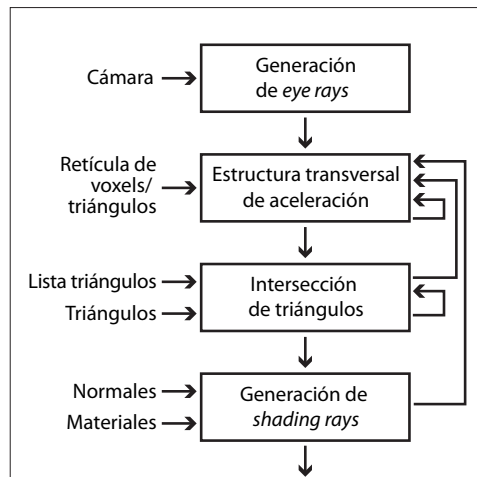 Cámara
Generación
de eye rays
Retícula de
voxels/
triángulos
Estructura transversal
de aceleración
Lista triángulos
Triángulos
Intersección
de triángulos
Normales
Materiales
Generación de
shading rays